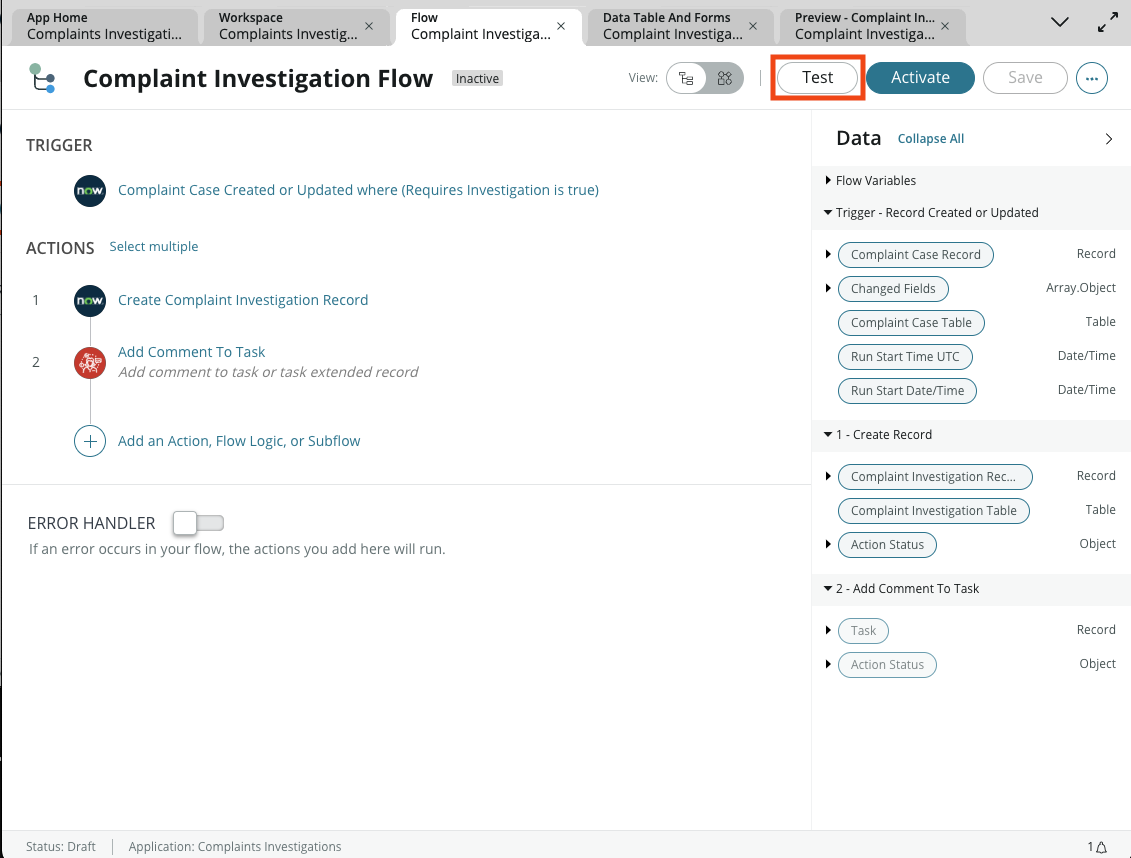 App Home
Complaints Investigati...
Workspace
Complaints Investig...
Flow
Complaint Investiga...
Data Table And Forms
Complaint Investiga...
Preview - Complaint In...
Complaint Investiga...
Complaint Investigation Flow
Inactive
View:
Test
Activate
Save
TRIGGER
now
Complaint Case Created or Updated where (Requires Investigation is true)
ACTIONS Select multiple
1 now Create Complaint Investigation Record
2 Add Comment To Task
Add comment to task or task extended record
Add an Action, Flow Logic, or Subflow
ERROR HANDLER
If an error occurs in your flow, the actions you add here will run.
Data Collapse All
Flow Variables
Trigger - Record Created or Updated
Complaint Case Record Record
Changed Fields Array.Object
Complaint Case Table Table
Run Start Time UTC Date/Time
Run Start Date/Time Date/Time
1 - Create Record
Complaint Investigation Rec... Record
Complaint Investigation Table Table
Action Status Object
2 - Add Comment To Task
Task Record
Action Status Object
Status: Draft Application: Complaints Investigations
1